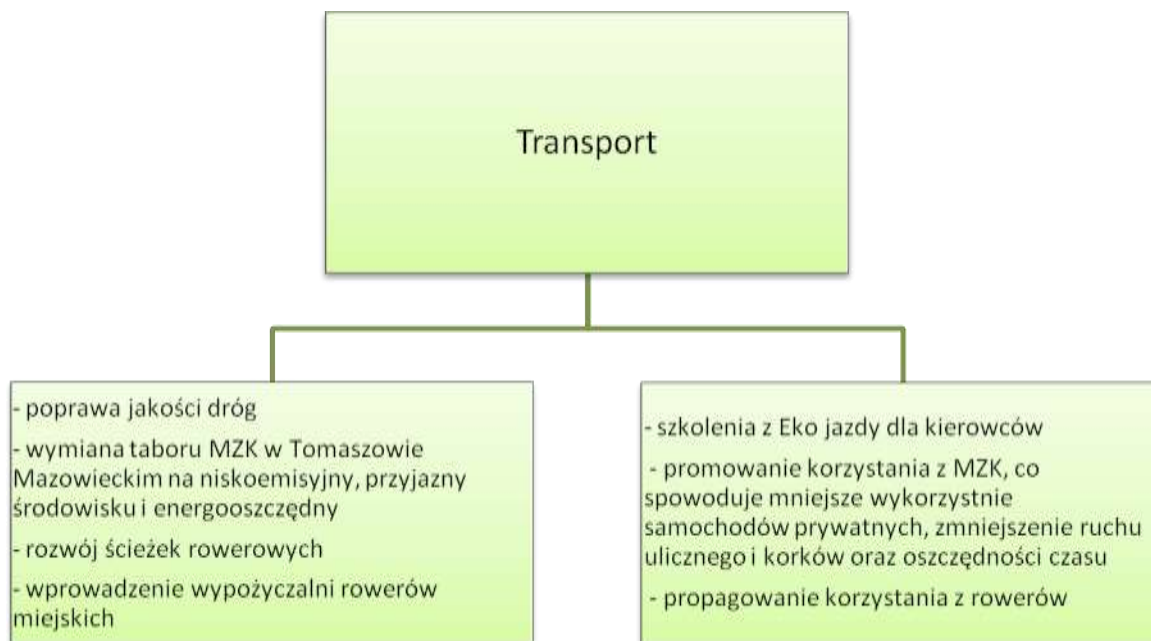 Transport
- poprawa jakości dróg
- wymiana taboru MZK w Tomaszowie
Mazowieckim na niskoemisyjny, przyjazny
środowisku i energooszczędny
- rozwój ścieżek rowerowych
- wprowadzenie wypożyczalni rowerów
miejskich
- szkolenia z Eko jazdy dla kierowców
- promowanie korzystania z MZK, co
spowoduje mniejsze wykorzystnie
samochodów prywatnych, zmniejszenie ruchu
ulicznego i korków oraz oszczędności czasu
- propagowanie korzystania z rowerów